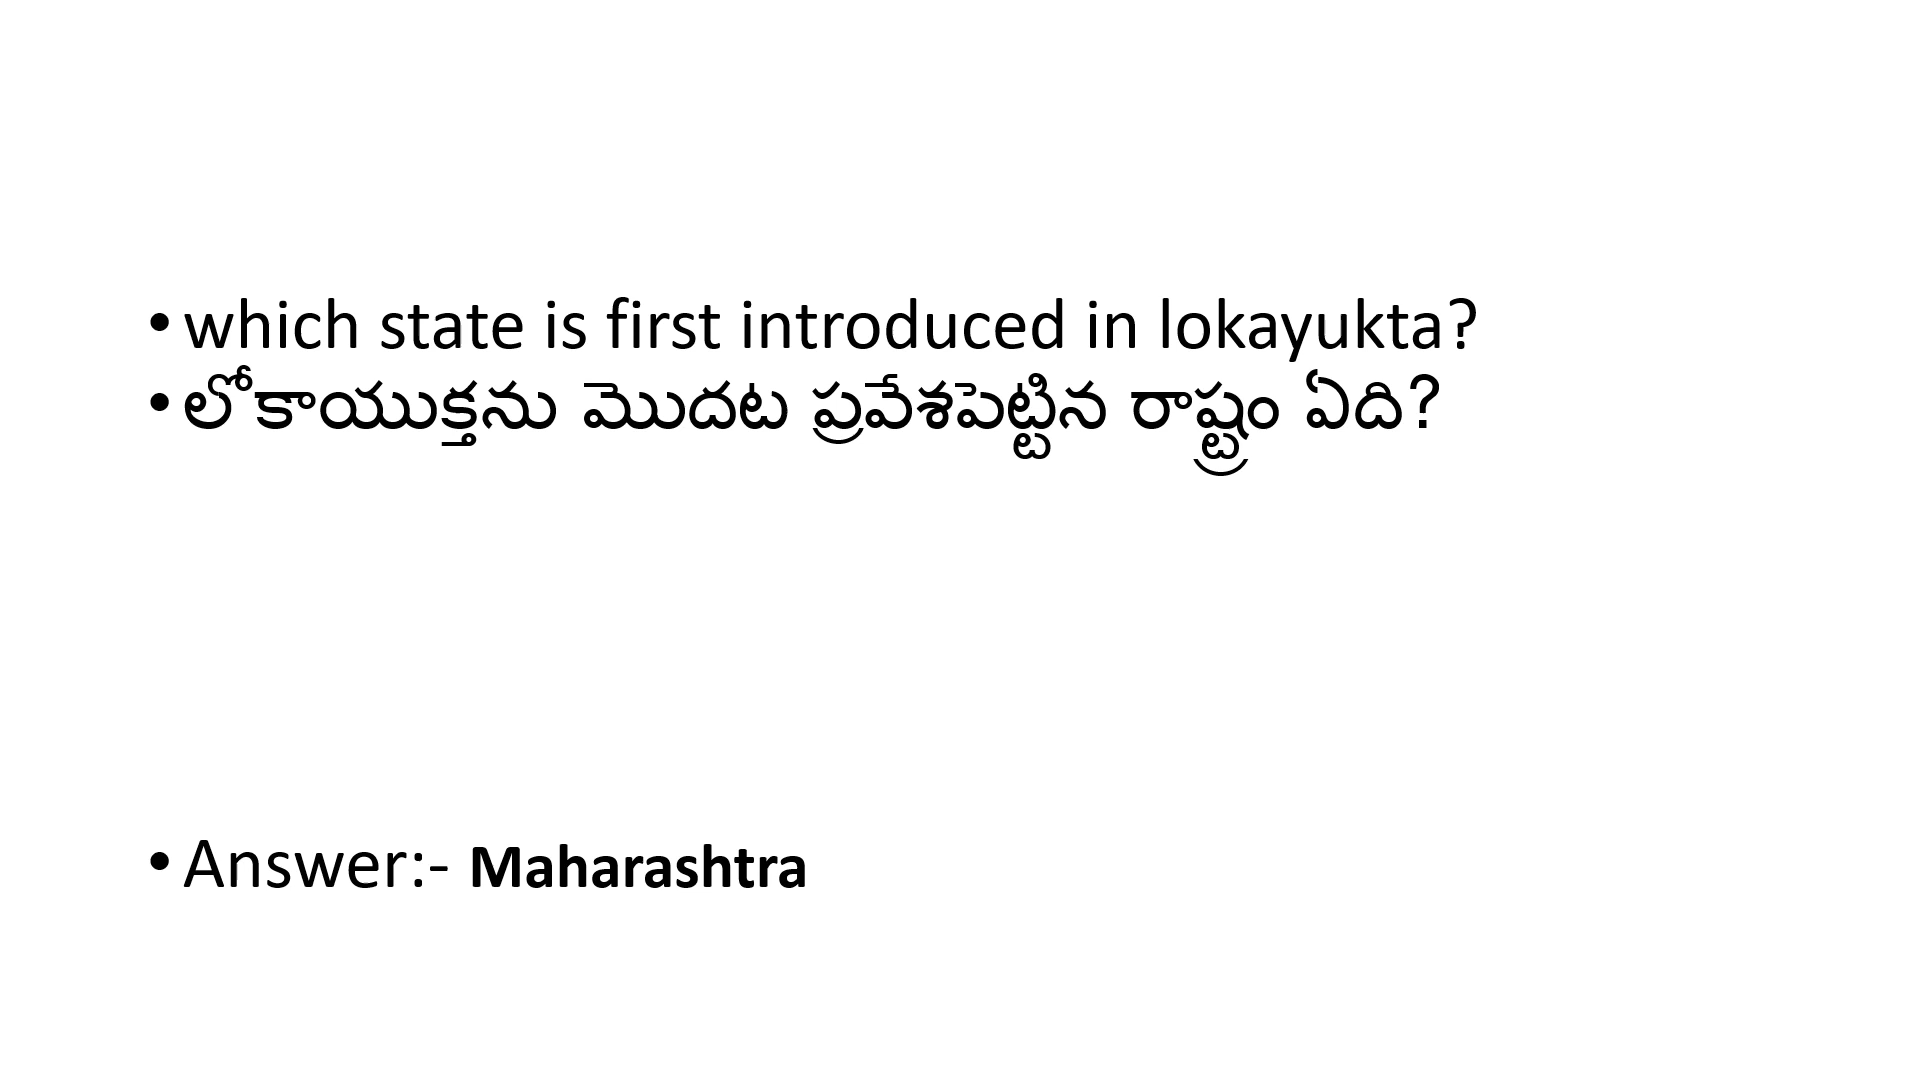 • which state is first introduced in lokayukta?
• లోకాయుక్తను మొదట ప్రవేశపెట్టిన రాష్ట్రం ఏది?
• Answer:- Maharashtra